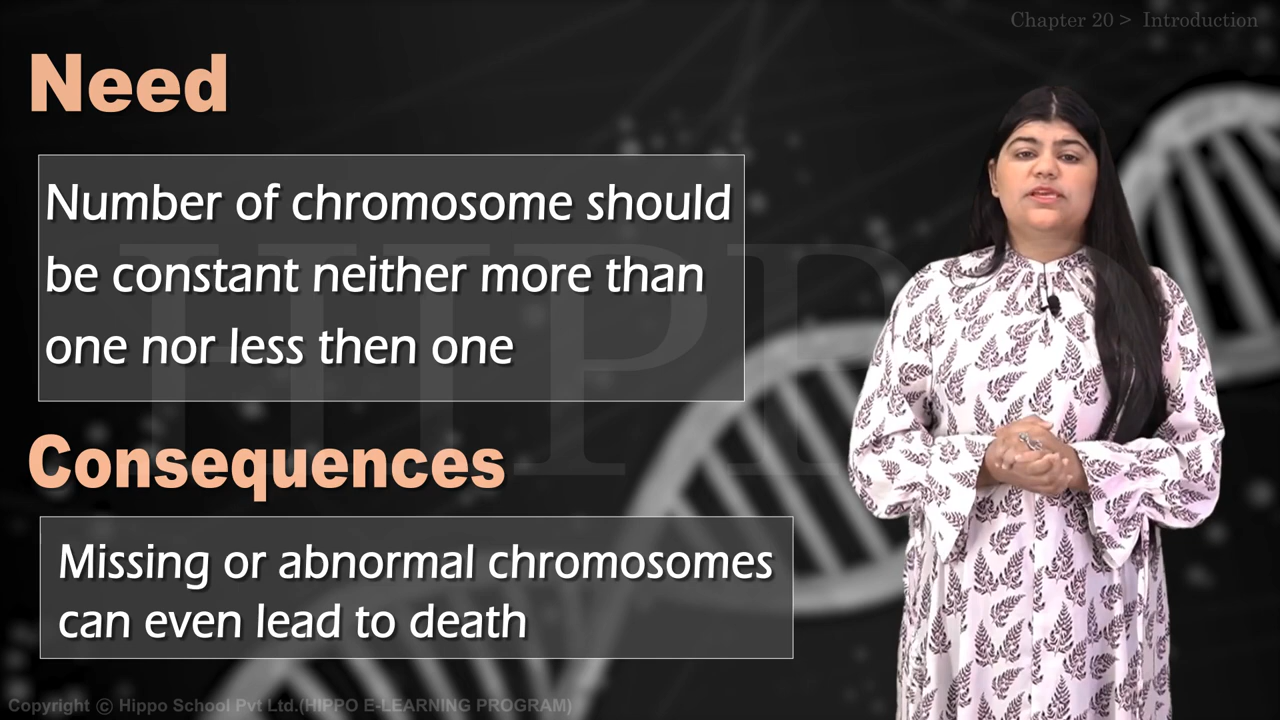 Chapter 20 > Introduction
Need
Number of chromosome should
be constant neither more than
one nor less then one
Consequences
Missing or abnormal chromosomes
can even lead to death
HIPPO
Copyright © Hippo School Pvt Ltd.(HIPPO E-LEARNING PROGRAM)